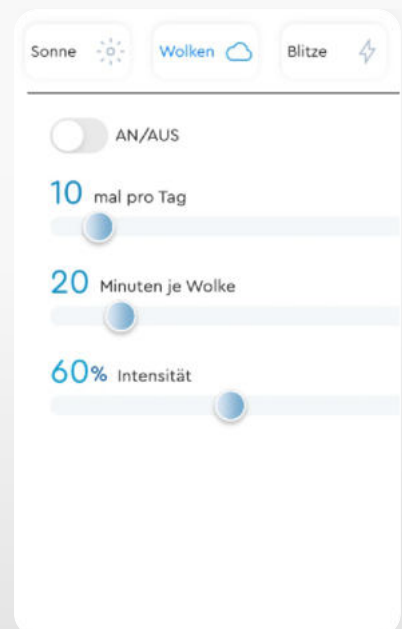 Sonne Wolken Blitze
AN/AUS
10 mal pro Tag
20 Minuten je Wolke
60% Intensität